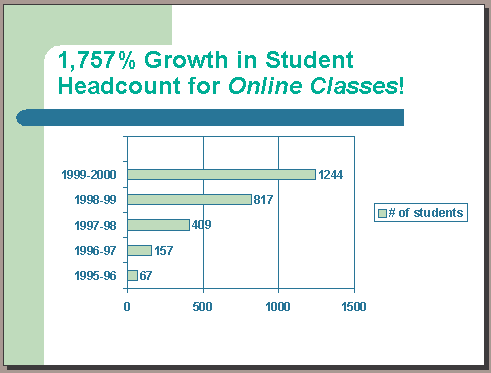 1,757% Growth in Student
Headcount for Online Classes!
1999-2000 1244
1998-99 817
1997-98 409
1996-97 157
1995-96 67
0 500 1000 1500
# of students